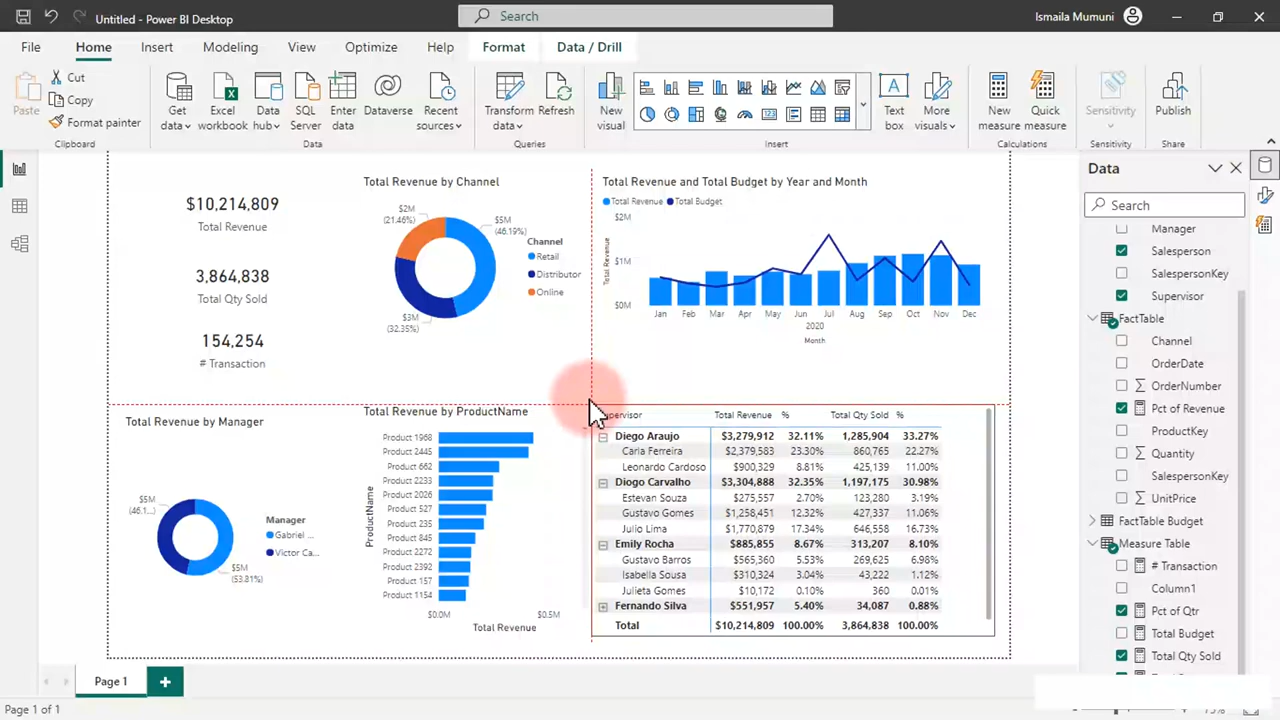 Untitled - Power BI Desktop
Search
Ismaila Mumuni
File
Home
Insert
Modeling
View
Optimize
Help
Format
Data / Drill
Paste
Cut
Copy
Format painter
Clipboard
Get data
Excel workbook
Data hub
SQL Server
Enter data
Dataverse
Recent sources
Data
Transform data
Refresh
Queries
New visual
Text box
More visuals
Insert
New measure
Quick measure
Calculations
Sensitivity
Sensitivity
Publish
Share
$10,214,809
Total Revenue
3,864,838
Total Qty Sold
154,254
# Transaction
Total Revenue by Channel
$2M
(21.46%)
$5M
(46.19%)
$3M
(32.35%)
Channel
Retail
Distributor
Online
Total Revenue and Total Budget by Year and Month
Total Revenue Total Budget
Total Revenue
$2M
$1M
$0M
Jan Feb Mar Apr May Jun Jul Aug Sep Oct Nov Dec
2020
Month
Total Revenue by Manager
$5M
(46.1...)
$5M
(53.81%)
Manager
Gabriel ...
Victor Ca...
Total Revenue by ProductName
ProductName
Product 1968
Product 2445
Product 662
Product 2233
Product 2026
Product 527
Product 235
Product 845
Product 2272
Product 2392
Product 157
Product 1154
$0.0M $0.5M
Total Revenue
pervisor Total Revenue % Total Qty Sold %
Diego Araujo $3,279,912 32.11% 1,285,904 33.27%
Carla Ferreira $2,379,583 23.30% 860,765 22.27%
Leonardo Cardoso $900,329 8.81% 425,139 11.00%
Diogo Carvalho $3,304,888 32.35% 1,197,175 30.98%
Estevan Souza $275,557 2.70% 123,280 3.19%
Gustavo Gomes $1,258,451 12.32% 427,337 11.06%
Julio Lima $1,770,879 17.34% 646,558 16.73%
Emily Rocha $885,855 8.67% 313,207 8.10%
Gustavo Barros $565,360 5.53% 269,625 6.98%
Isabella Sousa $310,324 3.04% 43,222 1.12%
Julieta Gomes $10,172 0.10% 360 0.01%
Fernando Silva $551,957 5.40% 34,087 0.88%
Total $10,214,809 100.00% 3,864,838 100.00%
Data
Search
Manager
Salesperson
SalespersonKey
Supervisor
FactTable
Channel
OrderDate
OrderNumber
Pct of Revenue
ProductKey
Quantity
SalespersonKey
UnitPrice
FactTable Budget
Measure Table
# Transaction
Column1
Pct of Qtr
Total Budget
Total Qty Sold
Page 1
Page 1 of 1